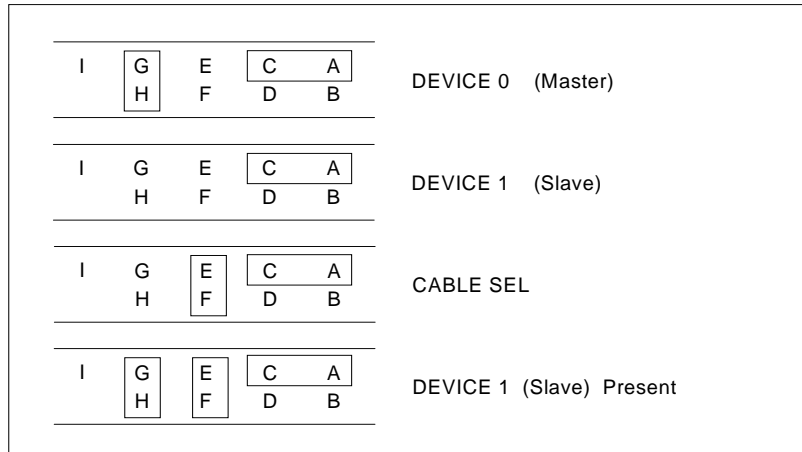 I G E C A
H F D B
DEVICE 0 (Master)
I G E C A
H F D B
DEVICE 1 (Slave)
I G E C A
H F D B
CABLE SEL
I G E C A
H F D B
DEVICE 1 (Slave) Present